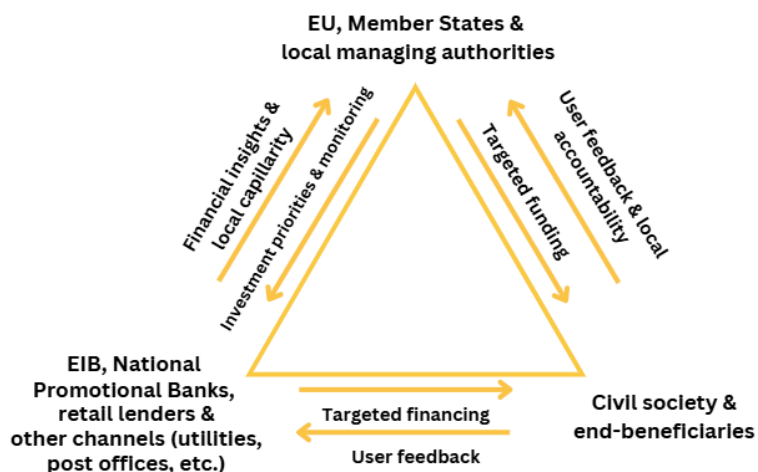 EU, Member States &
local managing authorities
Financial insights &
local capillarity
Investment priorities & monitoring
Targeted funding
User feedback & local
accountability
EIB, National
Promotional Banks,
retail lenders &
other channels (utilities,
post offices, etc.)
Targeted financing
User feedback
Civil society &
end-beneficiaries